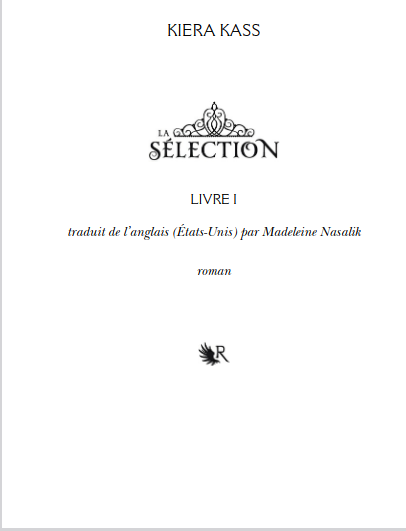 KIERA KASS
LA
SÉLECTION
LIVRE I
traduit de l'anglais (États-Unis) par Madeleine Nasalik
roman
R